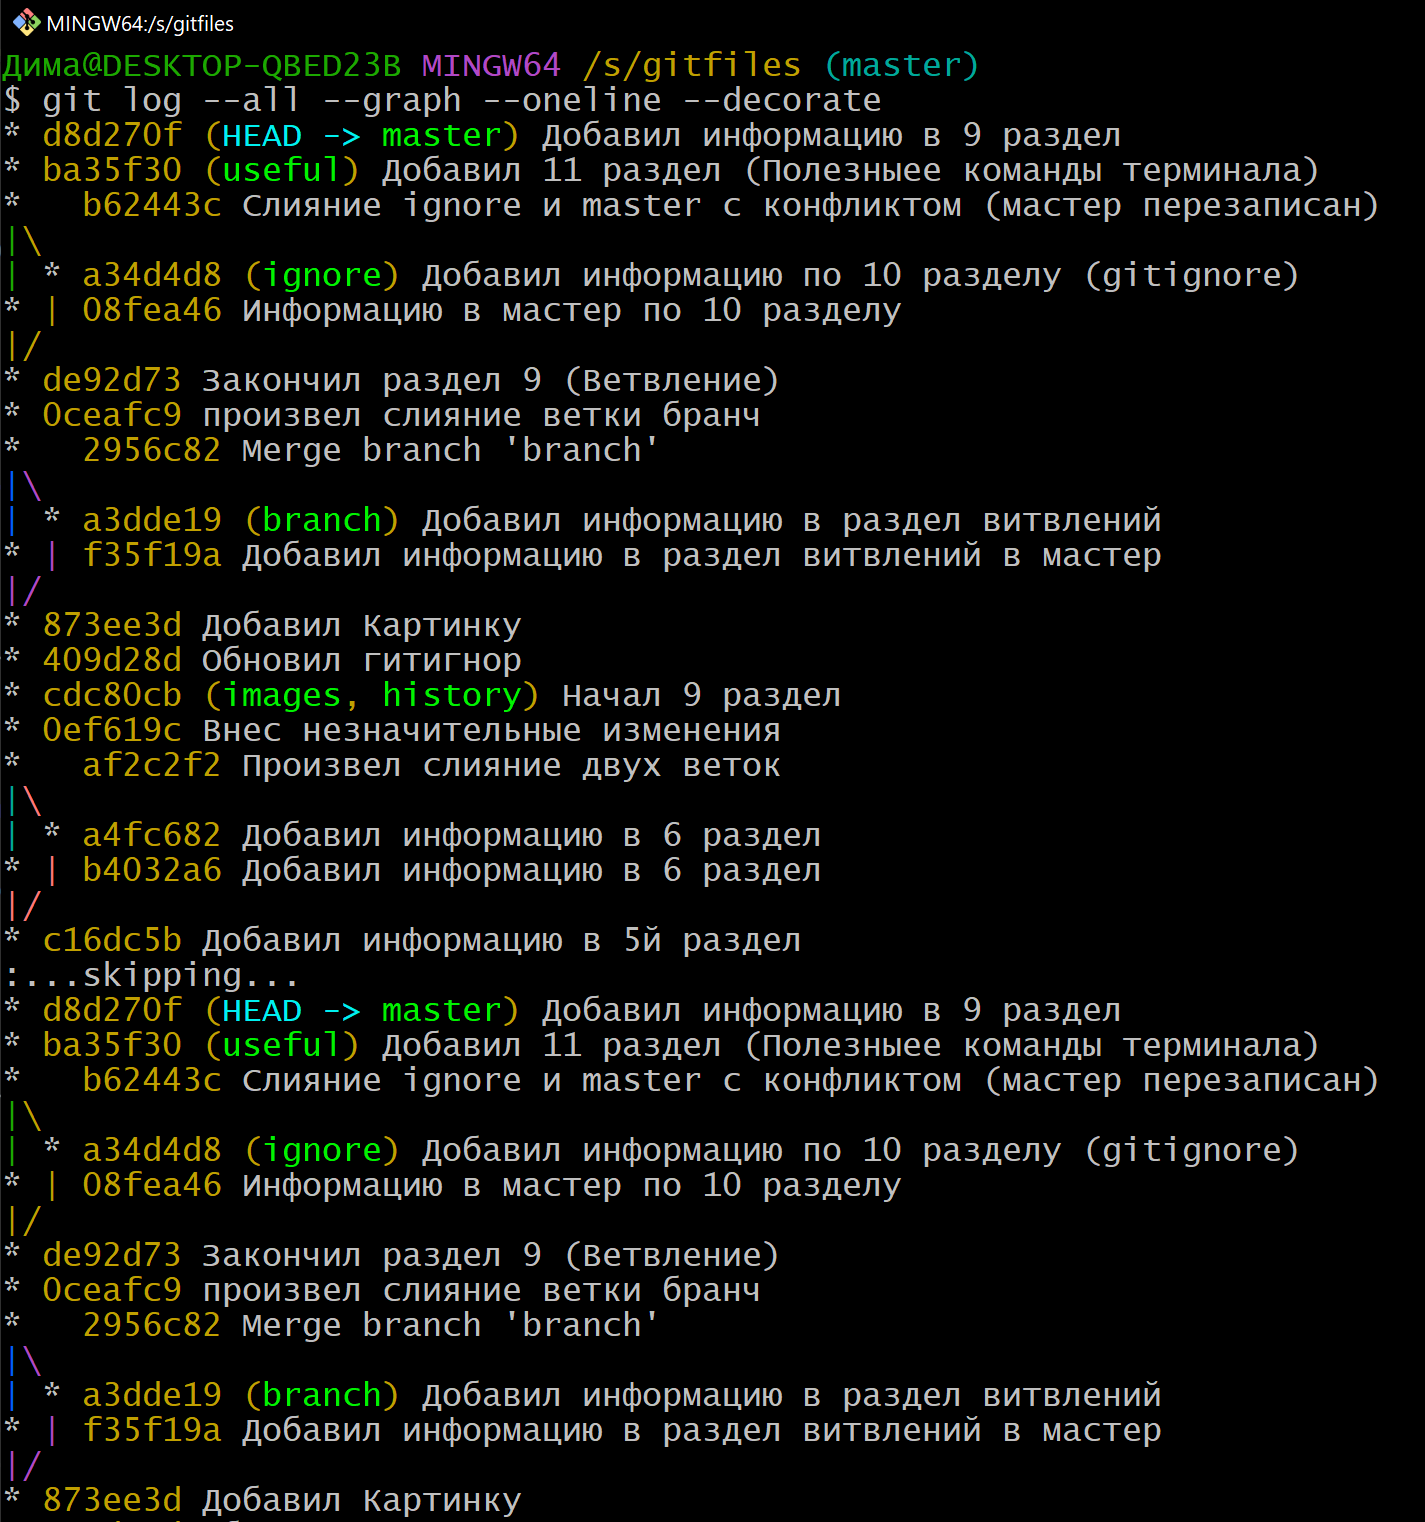 MINGW64:/s/gitfiles
Дима@DESKTOP-QBED23B MINGW64 /s/gitfiles (master)
$ git log --all --graph --oneline --decorate
* d8d270f (HEAD -> master) Добавил информацию в 9 раздел
* ba35f30 (useful) Добавил 11 раздел (Полезныее команды терминала)
*   b62443c Слияние ignore и master с конфликтом (мастер перезаписан)
|\
| * a34d4d8 (ignore) Добавил информацию по 10 разделу (gitignore)
* | 08fea46 Информацию в мастер по 10 разделу
|/
* de92d73 Закончил раздел 9 (Ветвление)
* 0ceafc9 произвел слияние ветки бранч
*   2956c82 Merge branch 'branch'
|\
| * a3dde19 (branch) Добавил информацию в раздел витвлений
* | f35f19a Добавил информацию в раздел витвлений в мастер
|/
* 873ee3d Добавил Картинку
* 409d28d Обновил гитигнор
* cdc80cb (images, history) Начал 9 раздел
* 0ef619c Внес незначительные изменения
*   af2c2f2 Произвел слияние двух веток
|\
| * a4fc682 Добавил информацию в 6 раздел
* | b4032a6 Добавил информацию в 6 раздел
|/
* c16dc5b Добавил информацию в 5й раздел
:...skipping...
* d8d270f (HEAD -> master) Добавил информацию в 9 раздел
* ba35f30 (useful) Добавил 11 раздел (Полезныее команды терминала)
*   b62443c Слияние ignore и master с конфликтом (мастер перезаписан)
|\
| * a34d4d8 (ignore) Добавил информацию по 10 разделу (gitignore)
* | 08fea46 Информацию в мастер по 10 разделу
|/
* de92d73 Закончил раздел 9 (Ветвление)
* 0ceafc9 произвел слияние ветки бранч
*   2956c82 Merge branch 'branch'
|\
| * a3dde19 (branch) Добавил информацию в раздел витвлений
* | f35f19a Добавил информацию в раздел витвлений в мастер
|/
* 873ee3d Добавил Картинку